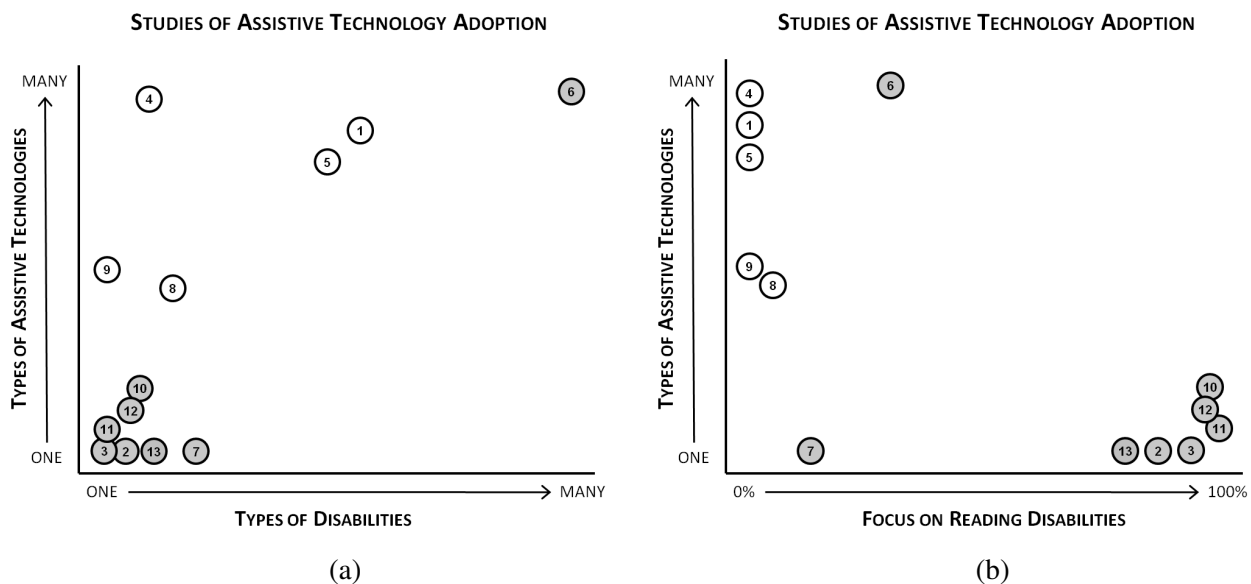 STUDIES OF ASSISTIVE TECHNOLOGY ADOPTION
MANY
TYPES OF ASSISTIVE TECHNOLOGIES
4
6
1
5
9
8
10
12
11
3
2
13
7
ONE
ONE
MANY
TYPES OF DISABILITIES
(a)
STUDIES OF ASSISTIVE TECHNOLOGY ADOPTION
MANY
TYPES OF ASSISTIVE TECHNOLOGIES
6
4
1
5
9
8
10
12
11
7
13
2
3
ONE
0%
100%
FOCUS ON READING DISABILITIES
(b)